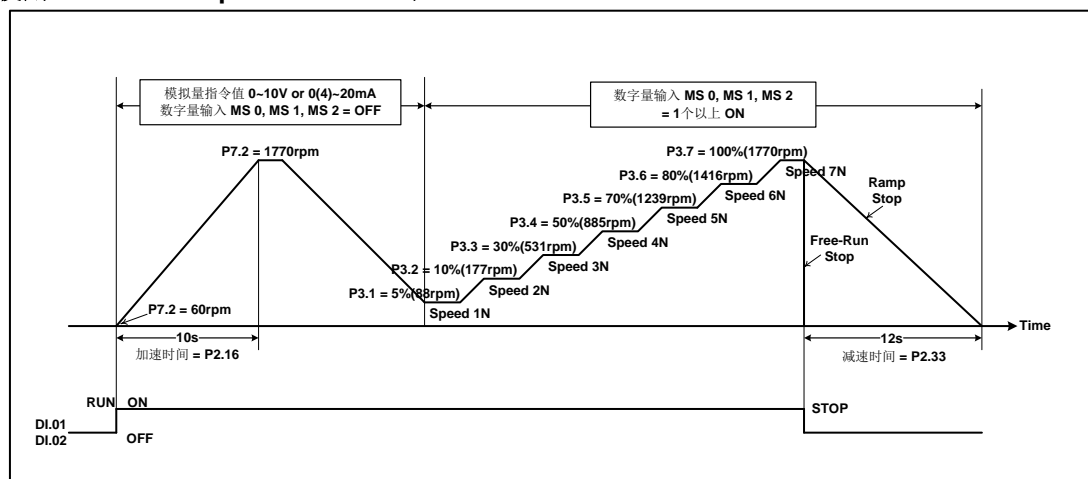 模拟量指令值 0~10V or 0(4)~20mA
数字量输入 MS 0, MS 1, MS 2 = OFF
数字量输入 MS 0, MS 1, MS 2
= 1个以上 ON
P7.2 = 1770rpm
P3.7 = 100%(1770rpm)
Speed 7N
P3.6 = 80%(1416rpm)
Speed 6N
P3.5 = 70%(1239rpm)
Speed 5N
P3.4 = 50%(885rpm)
Speed 4N
P3.3 = 30%(531rpm)
Speed 3N
P3.2 = 10%(177rpm)
Speed 2N
P3.1 = 5%(88rpm)
Speed 1N
Ramp
Stop
Free-Run
Stop
P7.2 = 60rpm
Time
10s
加速时间 = P2.16
12s
减速时间 = P2.33
RUN ON
STOP
DI.01
DI.02
OFF